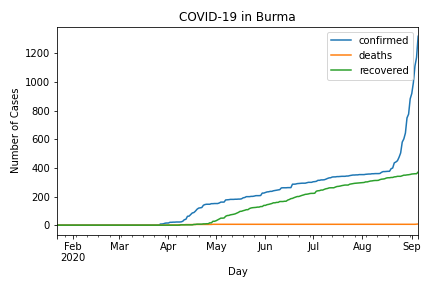 COVID-19 in Burma
confirmed
deaths
recovered
Number of Cases
1200
1000
800
600
400
200
0
Feb
2020
Mar
Apr
May
Jun
Jul
Aug
Sep
Day